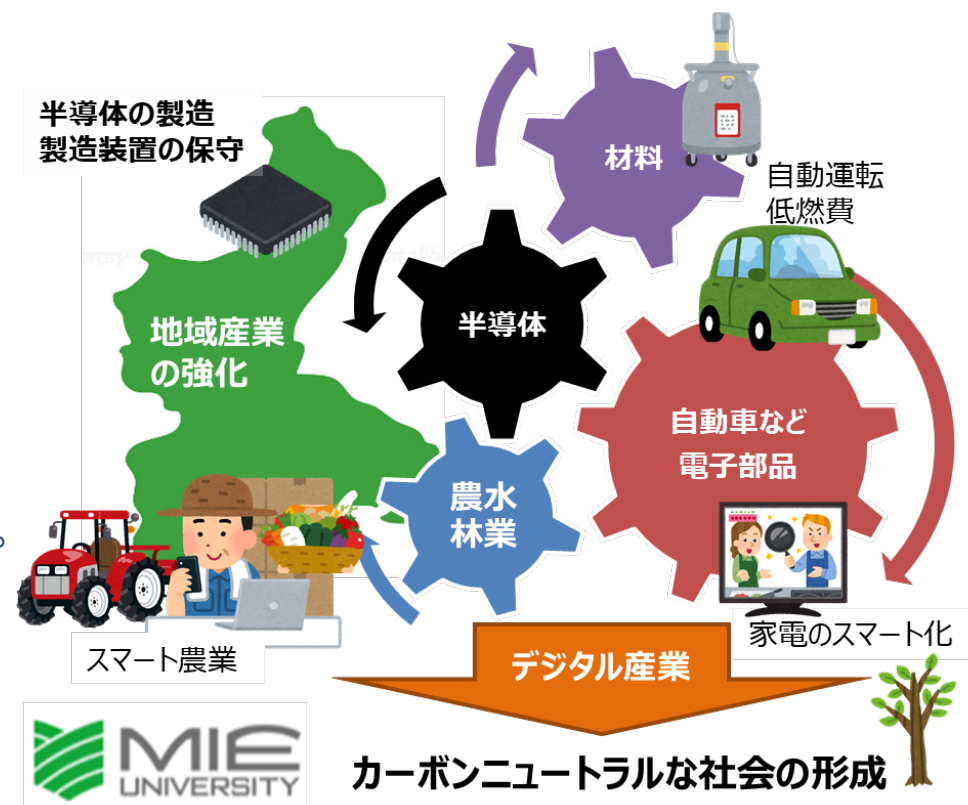 半導体の製造
製造装置の保守
材料
自動運転
低燃費
半導体
地域産業
の強化
自動車など
電子部品
農水
林業
。
スマート農業
家電のスマート化
デジタル産業
カーボンニュートラルな社会の形成
MIE
UNIVERSITY